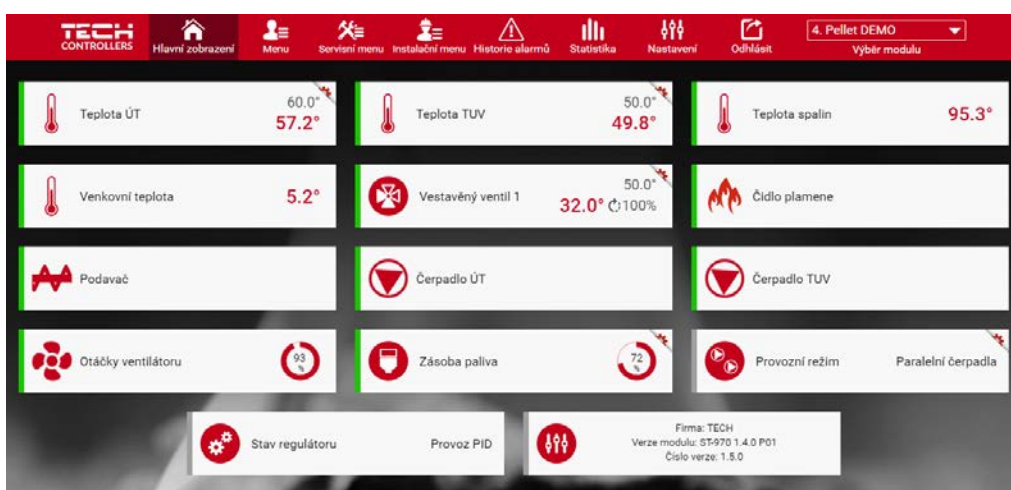 TECH
CONTROLLERS
Hlavní zobrazení
Menu
Servisní menu
Instalační menu
Historie alarmů
Statistika
Nastavení
Odhlásit
4. Pellet DEMO
Výběr modulu
Teplota ÚT
60.0°
57.2°
Teplota TUV
50.0°
49.8°
Teplota spalin
95.3°
Venkovní teplota
5.2°
Vestavěný ventil 1
50.0°
32.0° 100%
Čidlo plamene
Podavač
Čerpadlo ÚT
Čerpadlo TUV
Otáčky ventilátoru
93
%
Zásoba paliva
72
%
Provozní režim
Paralelní čerpadla
Stav regulátoru
Provoz PID
Firma: TECH
Verze modulu: ST-970 1.4.0 P01
Číslo verze: 1.5.0